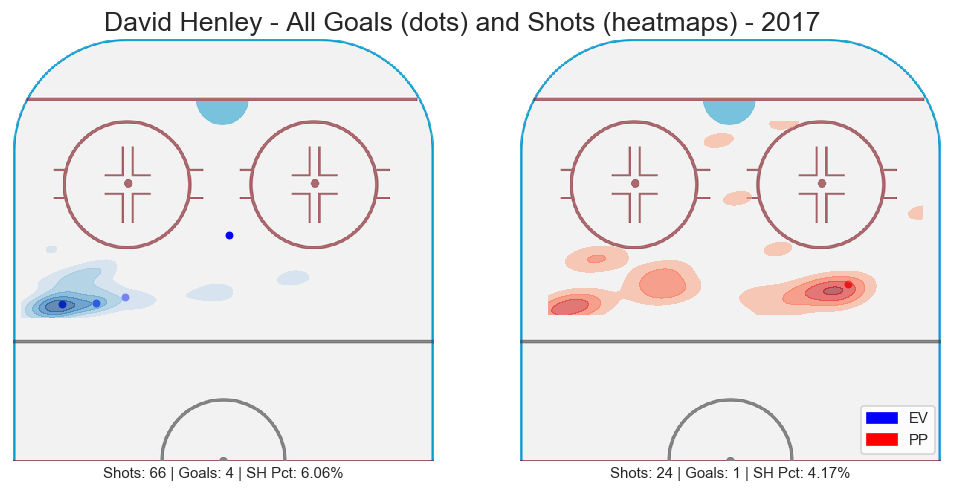 David Henley - All Goals (dots) and Shots (heatmaps) - 2017
EV
PP
Shots: 66 | Goals: 4 | SH Pct: 6.06%
Shots: 24 | Goals: 1 | SH Pct: 4.17%